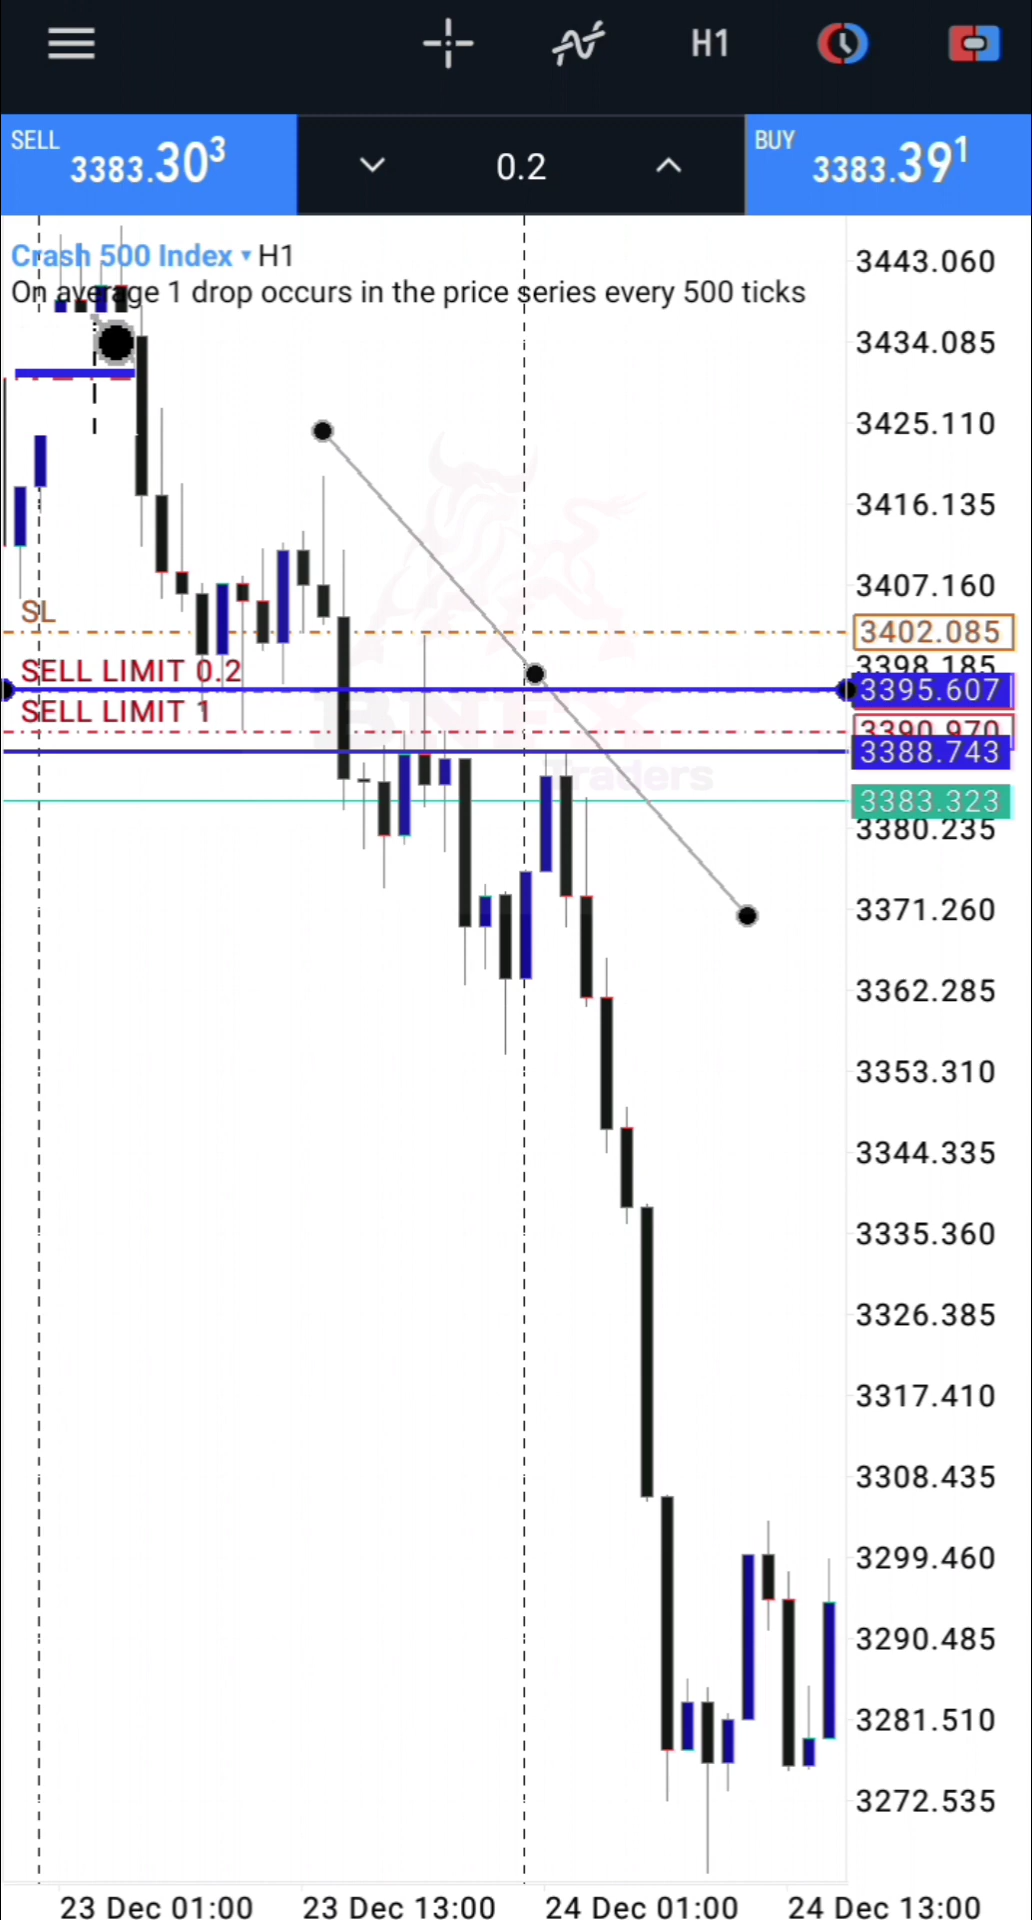 H1
SELL 3383.30³
0.2
BUY 3383.39¹
Crash 500 Index ▾ H1
On average 1 drop occurs in the price series every 500 ticks
3443.060
3434.085
3425.110
3416.135
3407.160
SL
3402.085
3398.185
SELL LIMIT 0.2
3395.607
SELL LIMIT 1
3390.970
3388.743
BNFX
Traders
3383.323
3380.235
3371.260
3362.285
3353.310
3344.335
3335.360
3326.385
3317.410
3308.435
3299.460
3290.485
3281.510
3272.535
23 Dec 01:00
23 Dec 13:00
24 Dec 01:00
24 Dec 13:00